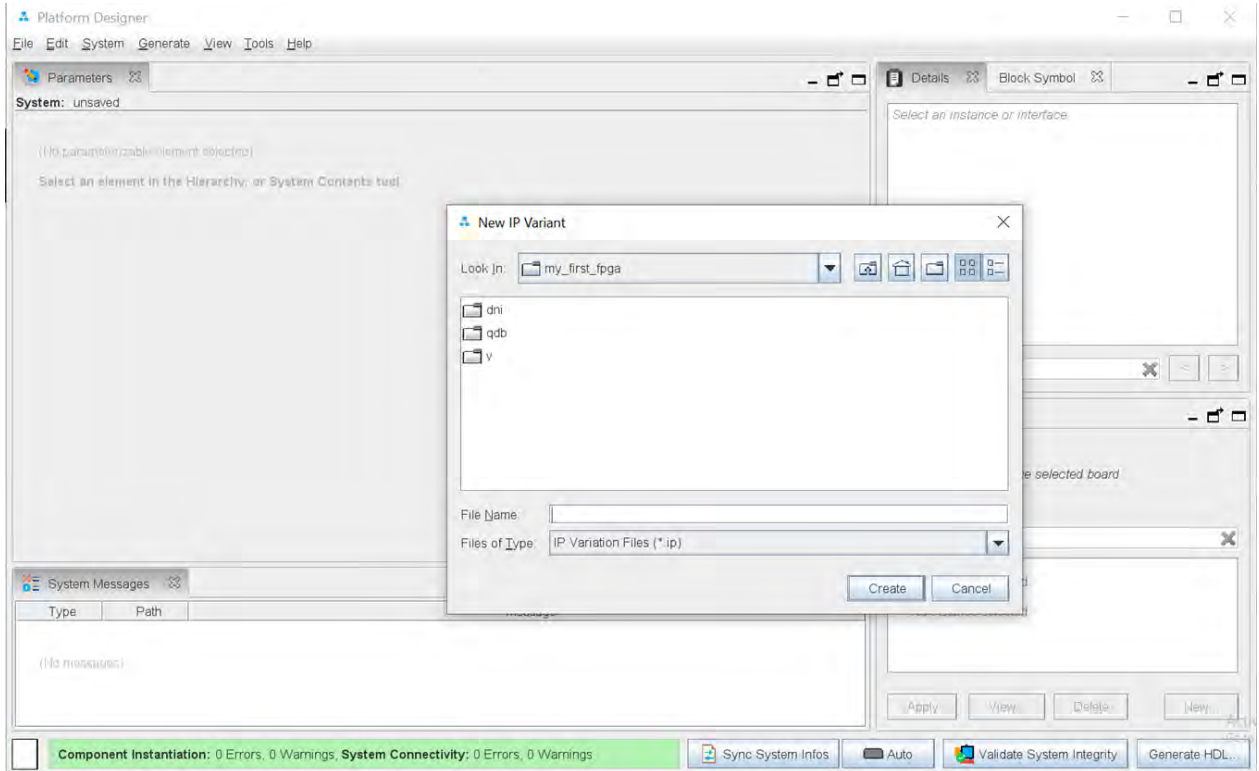 Platform Designer
File Edit System Generate View Tools Help
Parameters
System: unsaved
(No parameterizable element selected)
Select an element in the Hierarchy, or System Contents tool
Details
Block Symbol
Select an instance or interface
New IP Variant
Look In: my_first_fpga
dni
qdb
v
File Name:
Files of Type: IP Variation Files (*.ip)
Create Cancel
< >
selected board
System Messages
Type Path
(No messages)
Apply View... Delete New...
Component Instantiation: 0 Errors, 0 Warnings, System Connectivity: 0 Errors, 0 Warnings
Sync System Infos
Auto
Validate System Integrity
Generate HDL...